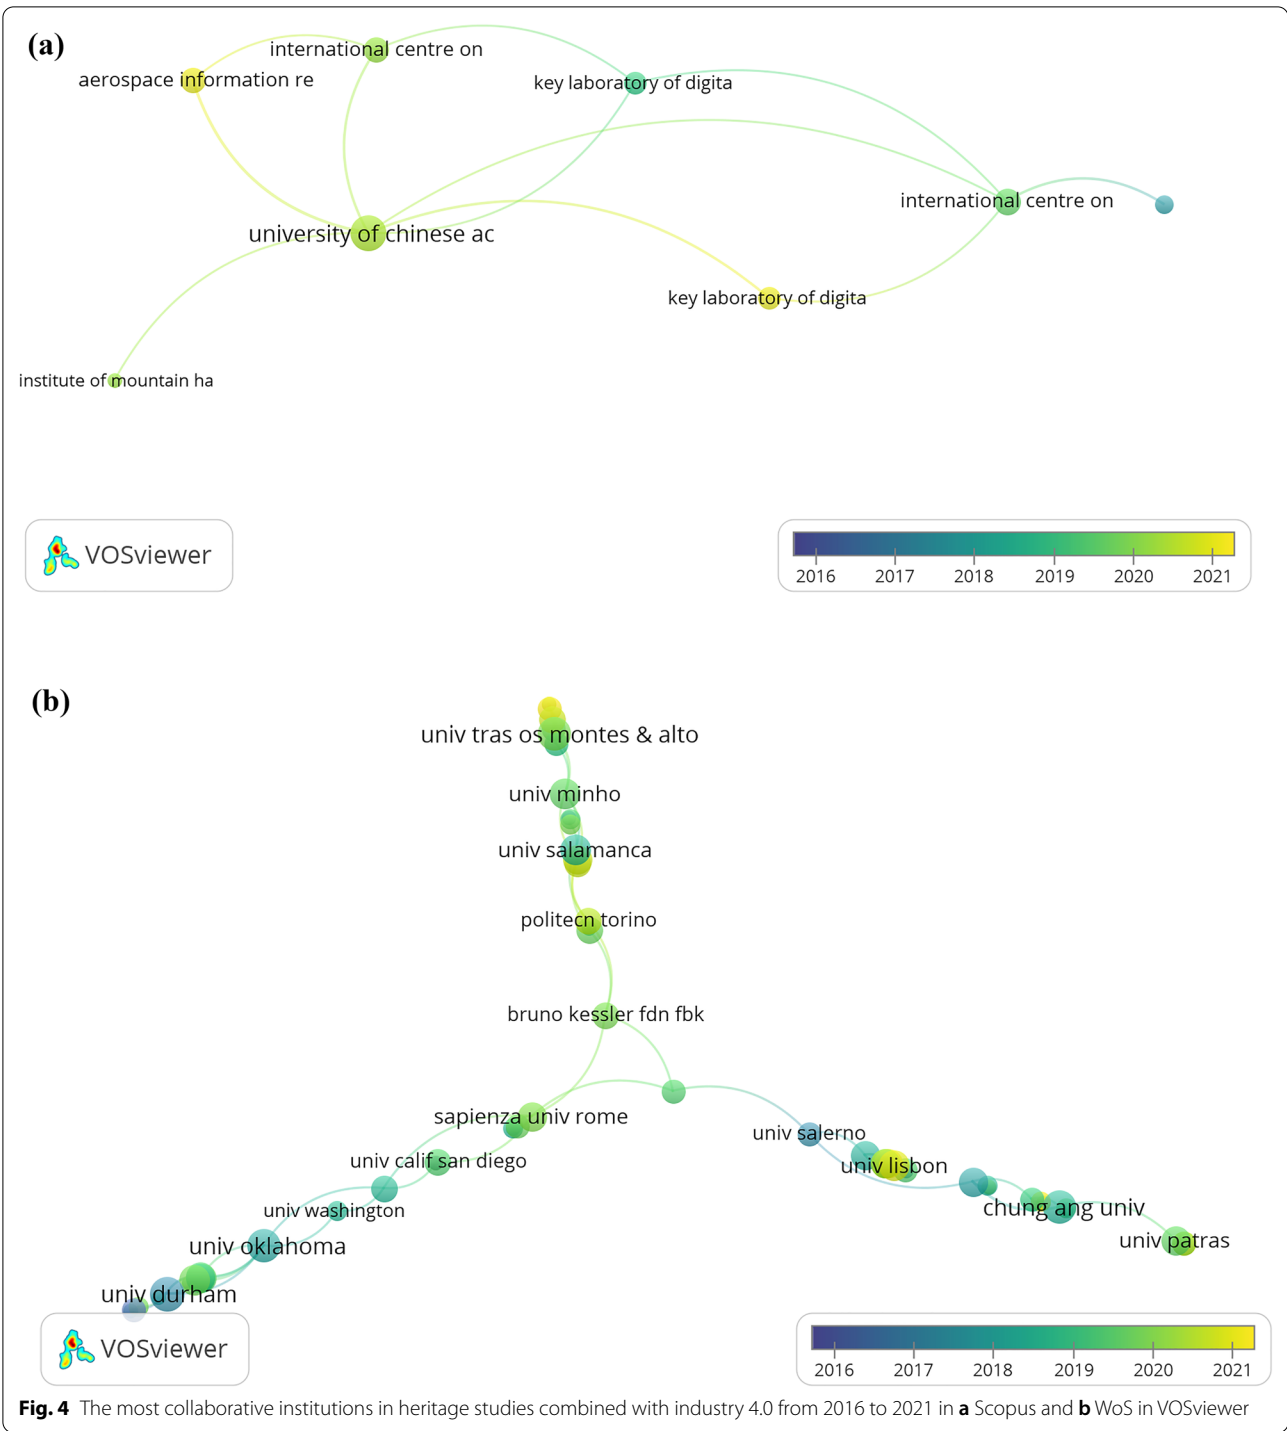 (a)
international centre on
aerospace information re
key laboratory of digita
international centre on
university of chinese ac
key laboratory of digita
institute of mountain ha
VOSviewer
2016 2017 2018 2019 2020 2021
(b)
univ tras os montes & alto
univ minho
univ salamanca
politecn torino
bruno kessler fdn fbk
sapienza univ rome
univ salerno
univ calif san diego
univ lisbon
univ washington
chung ang univ
univ oklahoma
univ patras
univ durham
VOSviewer
2016 2017 2018 2019 2020 2021
Fig. 4 The most collaborative institutions in heritage studies combined with industry 4.0 from 2016 to 2021 in a Scopus and b WoS in VOSviewer